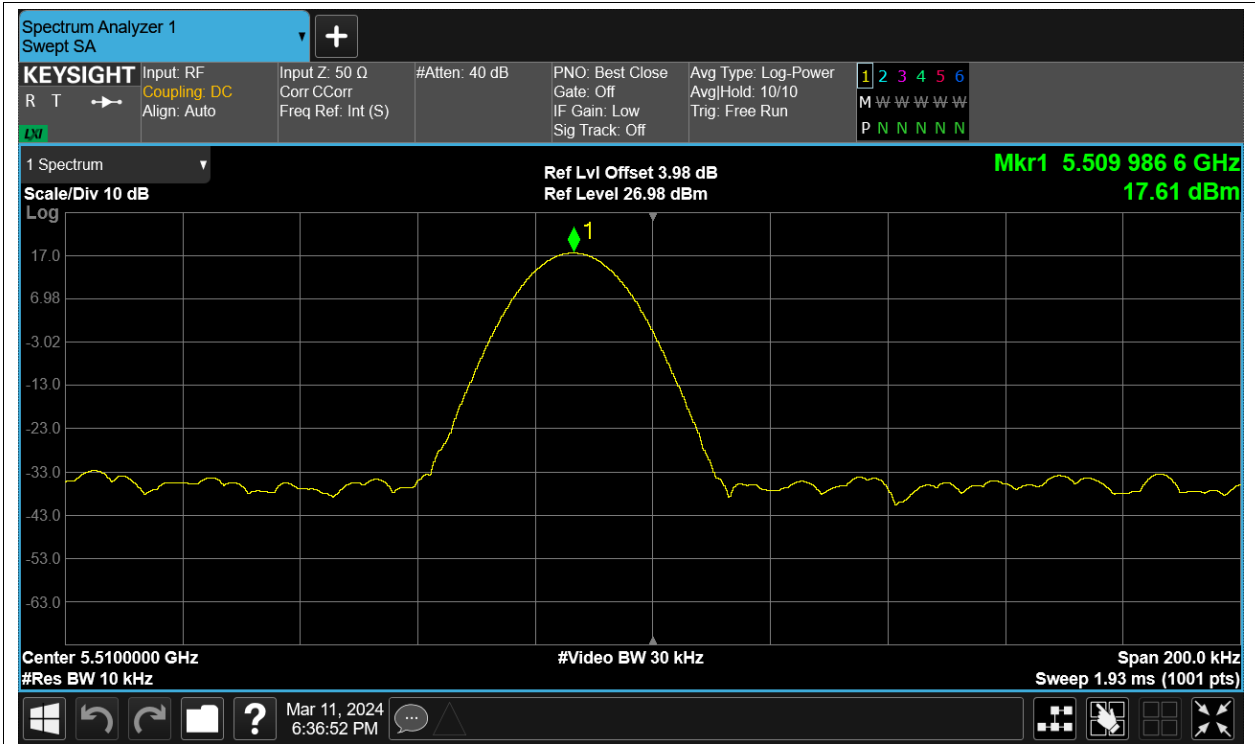 Spectrum Analyzer 1
Swept SA
+
KEYSIGHT
R T
LXI
Input: RF
Coupling: DC
Align: Auto
Input Z: 50 Ω
Corr CCorr
Freq Ref: Int (S)
#Atten: 40 dB
PNO: Best Close
Gate: Off
IF Gain: Low
Sig Track: Off
Avg Type: Log-Power
Avg|Hold: 10/10
Trig: Free Run
1 2 3 4 5 6
M W W W W W
P N N N N N
1 Spectrum
Scale/Div 10 dB
Log
Ref Lvl Offset 3.98 dB
Ref Level 26.98 dBm
Mkr1 5.509 986 6 GHz
17.61 dBm
1
17.0
6.98
-3.02
-13.0
-23.0
-33.0
-43.0
-53.0
-63.0
Center 5.5100000 GHz
#Res BW 10 kHz
#Video BW 30 kHz
Span 200.0 kHz
Sweep 1.93 ms (1001 pts)
?
Mar 11, 2024
6:36:52 PM